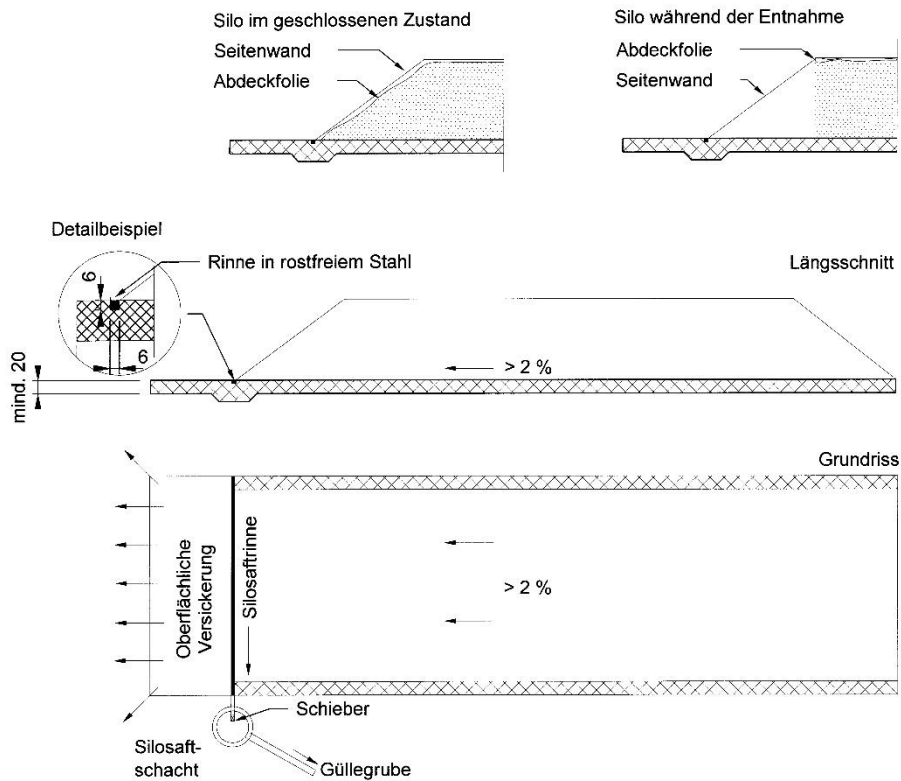 Silo im geschlossenen Zustand
Seitenwand
Abdeckfolie
Silo während der Entnahme
Abdeckfolie
Seitenwand
Detailbeispiel
Rinne in rostfreiem Stahl
Längsschnitt
6
6
mind. 20
> 2 %
Grundriss
Oberflächliche
Versickerung
Silosaftrinne
> 2 %
Schieber
Silosaft-
schacht
Güllegrube